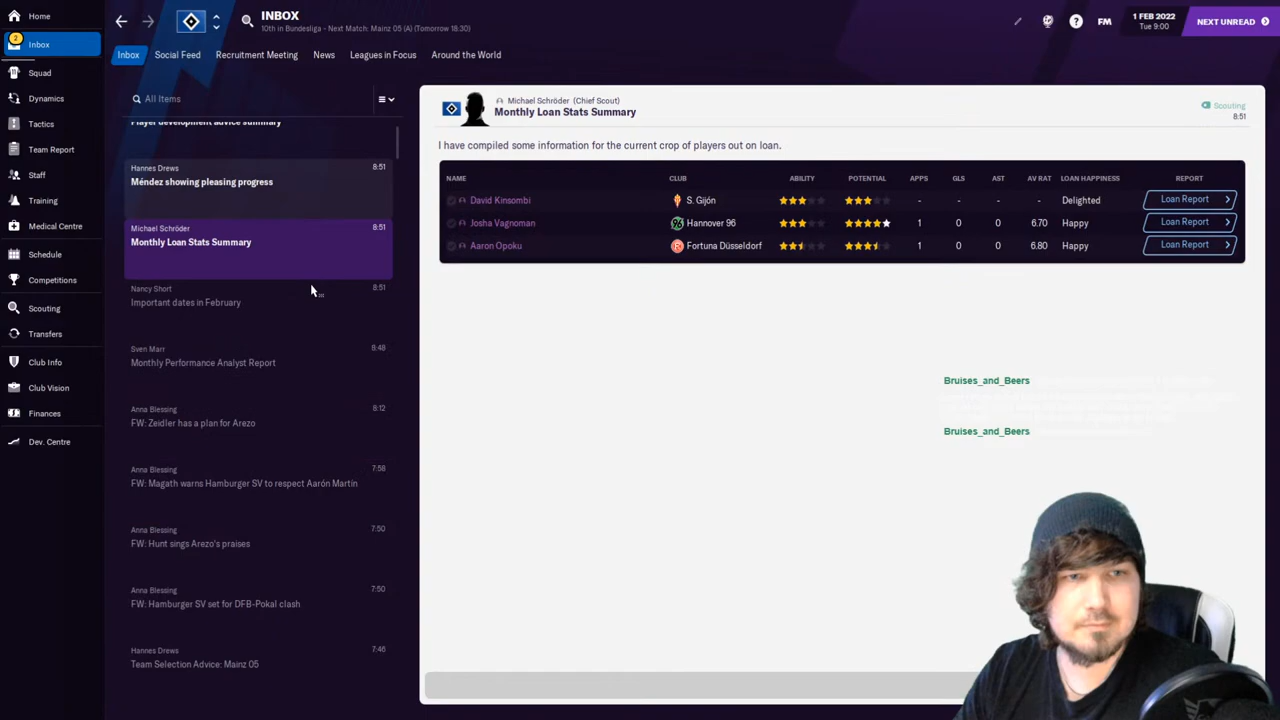 Home
2
Inbox
Squad
Dynamics
Tactics
Team Report
Staff
Training
Medical Centre
Schedule
Competitions
Scouting
Transfers
Club Info
Club Vision
Finances
Dev. Centre
INBOX
10th in Bundesliga - Next Match: Mainz 05 (A) (Tomorrow 18:30)
?
FM
1 FEB 2022
Tue 9:00
NEXT UNREAD
Inbox Social Feed Recruitment Meeting News Leagues in Focus Around the World
All Items
Player development advice summary
Hannes Drews 8:51
Méndez showing pleasing progress
Michael Schröder 8:51
Monthly Loan Stats Summary
Nancy Short 8:51
Important dates in February
Sven Marr 8:48
Monthly Performance Analyst Report
Anna Blessing 8:12
FW: Zeidler has a plan for Arezo
Anna Blessing 7:58
FW: Magath warns Hamburger SV to respect Aarón Martín
Anna Blessing 7:50
FW: Hunt sings Arezo's praises
Anna Blessing 7:50
FW: Hamburger SV set for DFB-Pokal clash
Hannes Drews 7:46
Team Selection Advice: Mainz 05
Michael Schröder (Chief Scout)
Monthly Loan Stats Summary
Scouting
8:51
I have compiled some information for the current crop of players out on loan.
NAME CLUB ABILITY POTENTIAL APPS GLS AST AV RAT LOAN HAPPINESS REPORT
David Kinsombi S. Gijón - - - - Delighted Loan Report
Josha Vagnoman Hannover 96 1 0 0 6.70 Happy Loan Report
Aaron Opoku Fortuna Düsseldorf 1 0 0 6.80 Happy Loan Report
Bruises_and_Beers
Bruises_and_Beers